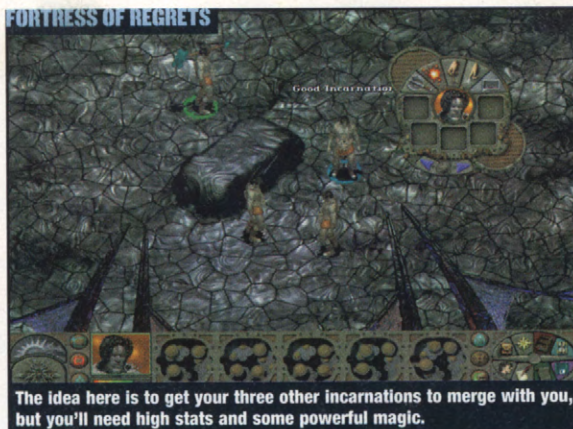 FORTRESS OF REGRETS
Good Incarnation
The idea here is to get your three other incarnations to merge with you,
but you'll need high stats and some powerful magic.